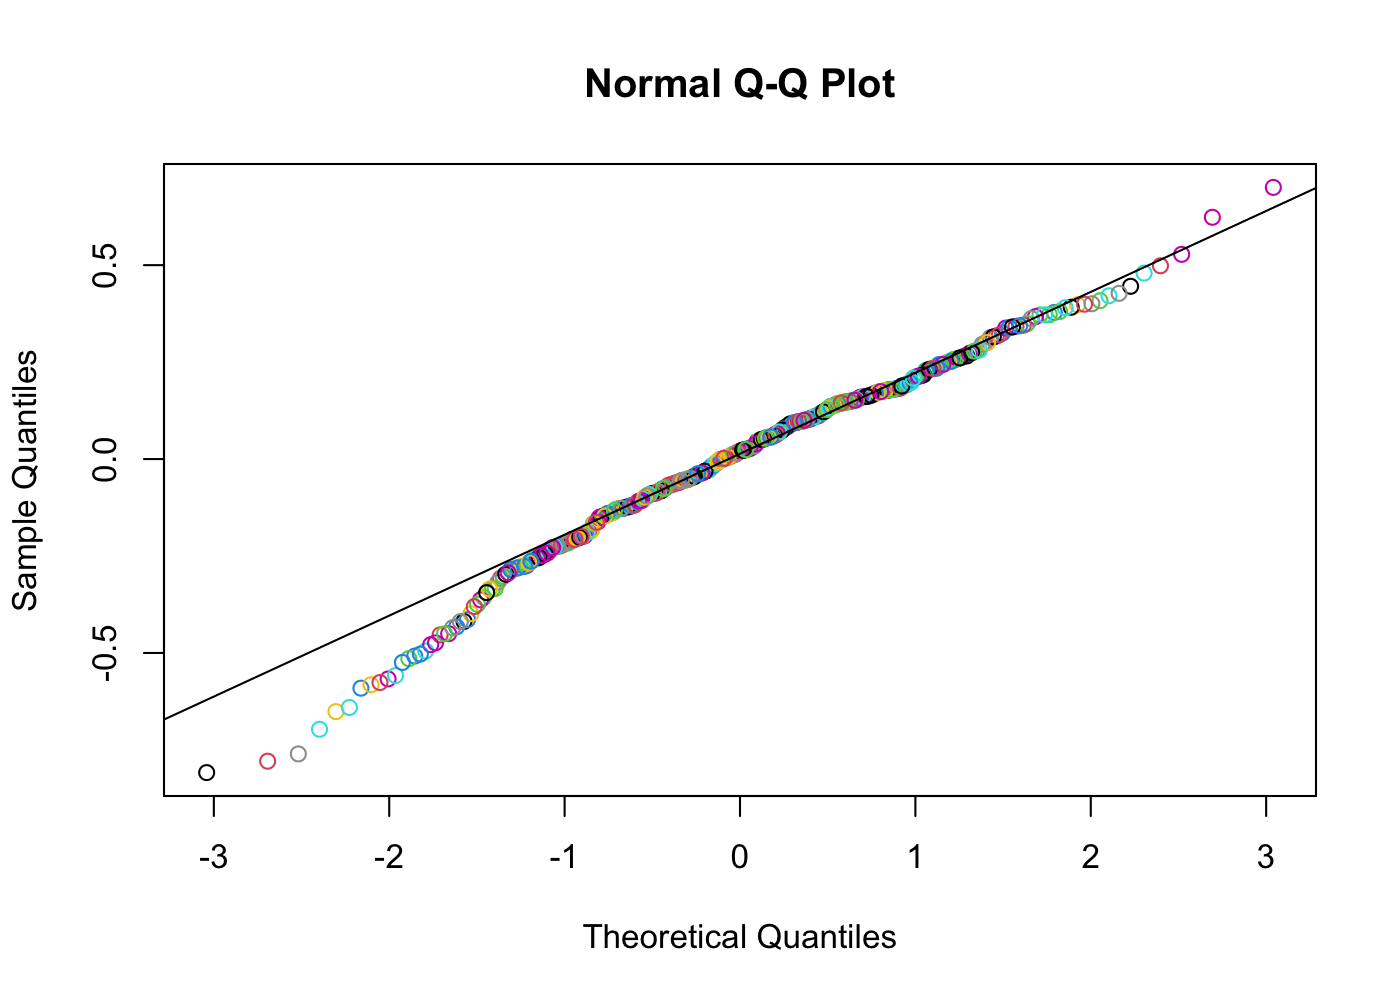 Normal Q-Q Plot
Sample Quantiles
0.5
0.0
-0.5
-3 -2 -1 0 1 2 3
Theoretical Quantiles